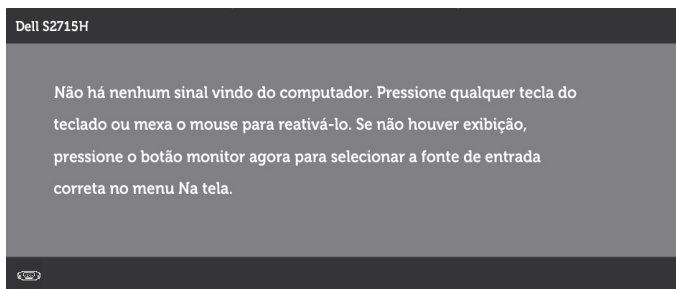 Dell S2715H
Não há nenhum sinal vindo do computador. Pressione qualquer tecla do
teclado ou mexa o mouse para reativá-lo. Se não houver exibição,
pressione o botão monitor agora para selecionar a fonte de entrada
correta no menu Na tela.